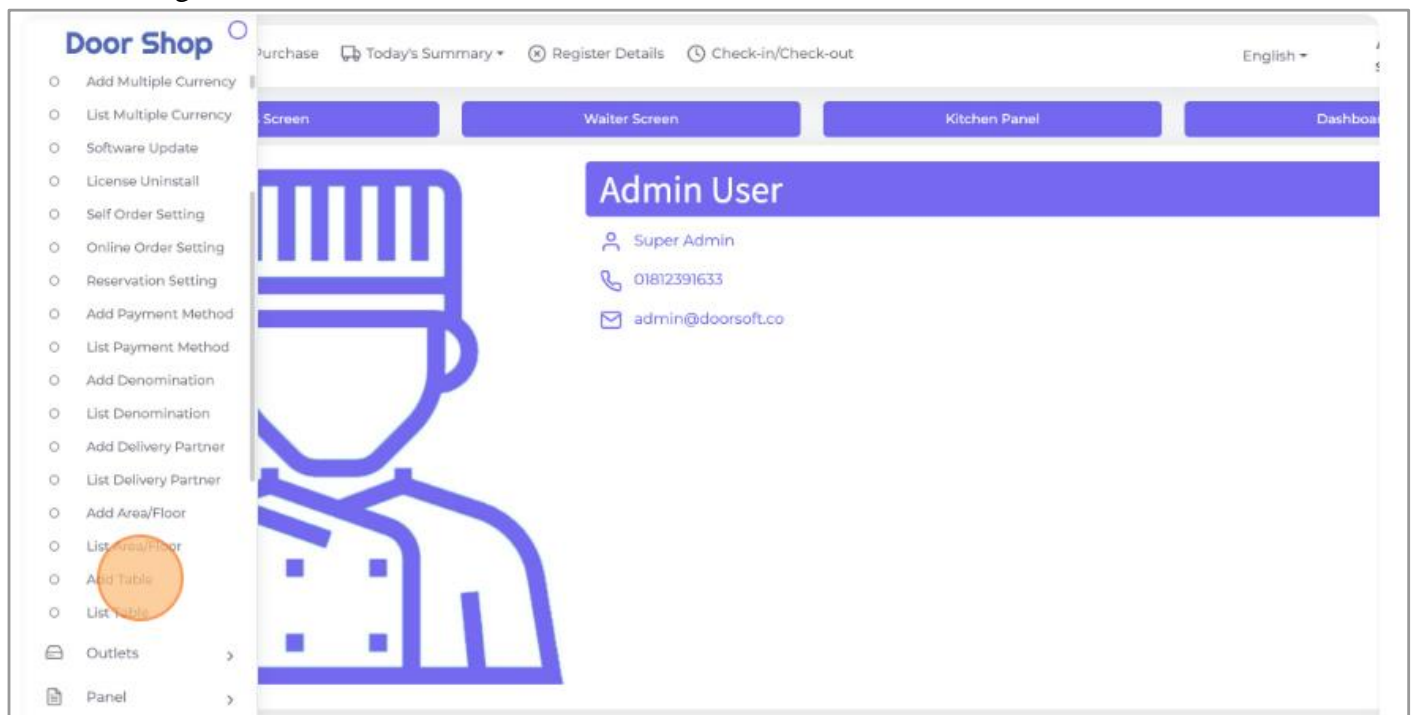 Door Shop
Purchase Today's Summary Register Details Check-in/Check-out English
Add Multiple Currency
List Multiple Currency
Software Update
License Uninstall
Self Order Setting
Online Order Setting
Reservation Setting
Add Payment Method
List Payment Method
Add Denomination
List Denomination
Add Delivery Partner
List Delivery Partner
Add Area/Floor
List Area/Floor
Add Table
List Table
Outlets
Panel
Screen Waiter Screen Kitchen Panel
Admin User
Super Admin
01812391633
admin@doorsoft.co